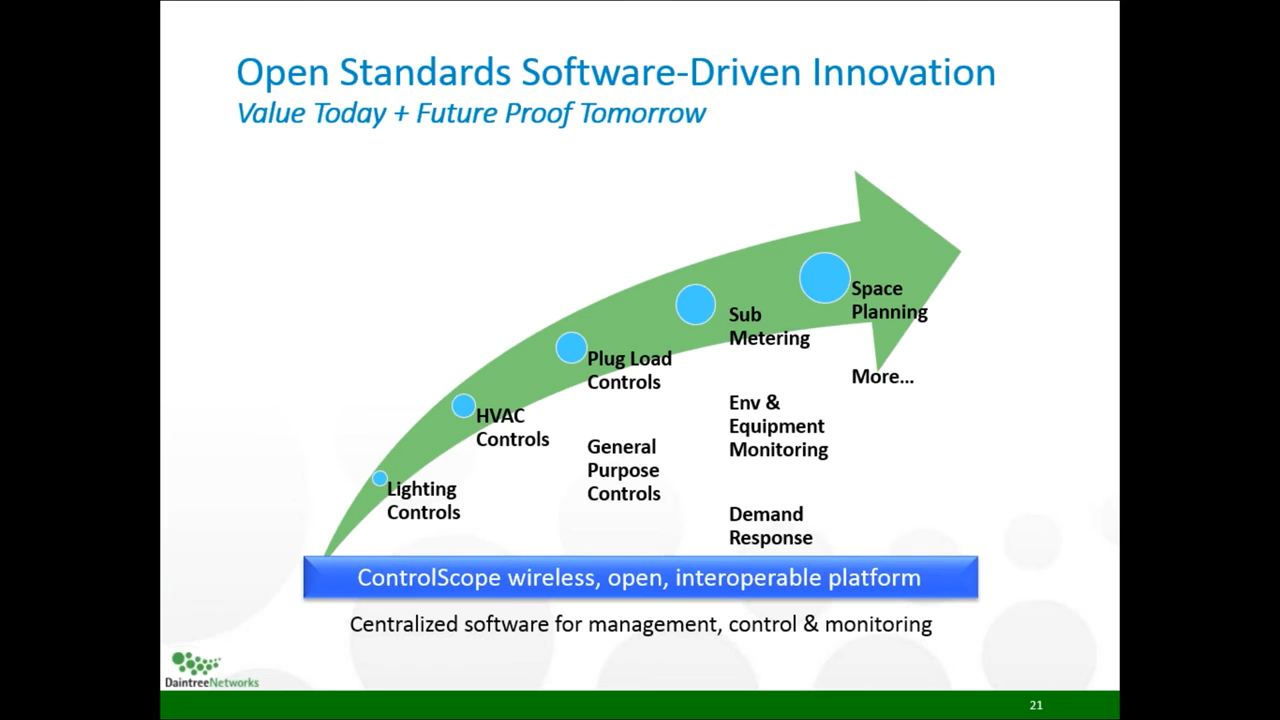 Open Standards Software-Driven Innovation
Value Today + Future Proof Tomorrow
Lighting
Controls
HVAC
Controls
Plug Load
Controls
General
Purpose
Controls
Sub
Metering
Env &
Equipment
Monitoring
Demand
Response
Space
Planning
More...
ControlScope wireless, open, interoperable platform
Centralized software for management, control & monitoring
DaintreeNetworks
21